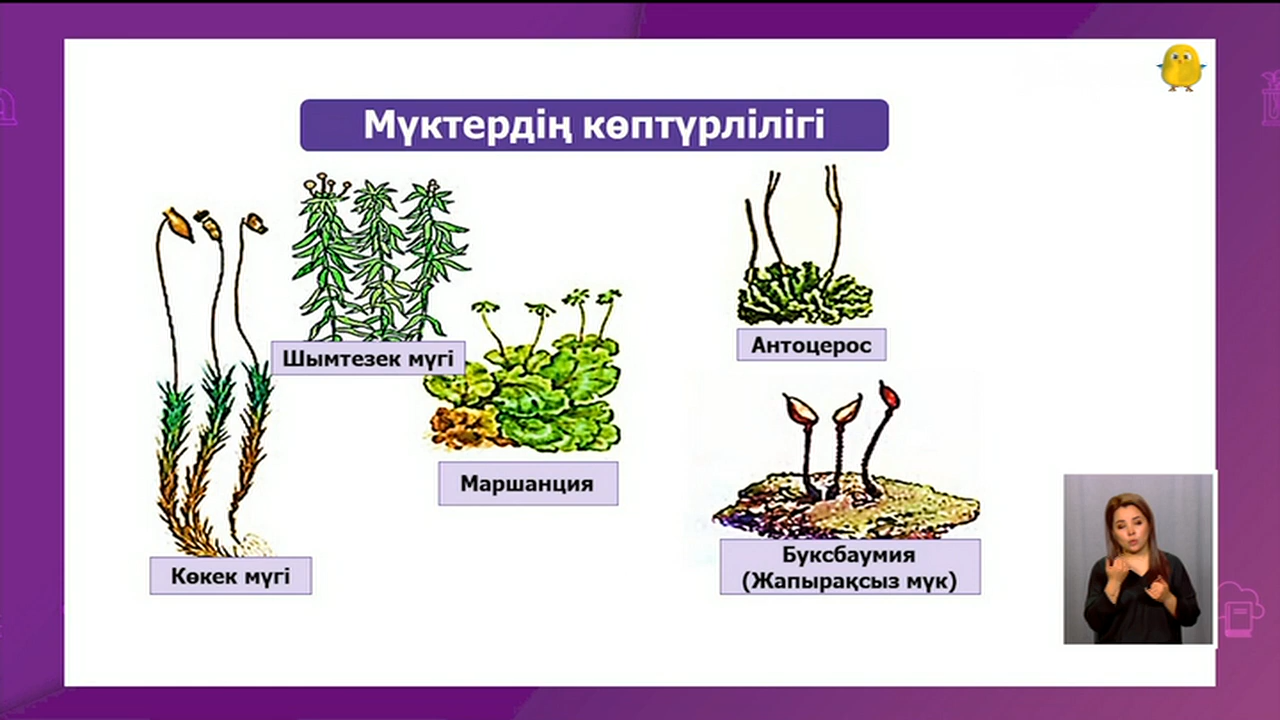 Мүктердің көптүрлілігі
Шымтезек мүгі
Антоцерос
Маршанция
Көкек мүгі
Буксбаумия
(Жапырақсыз мүк)